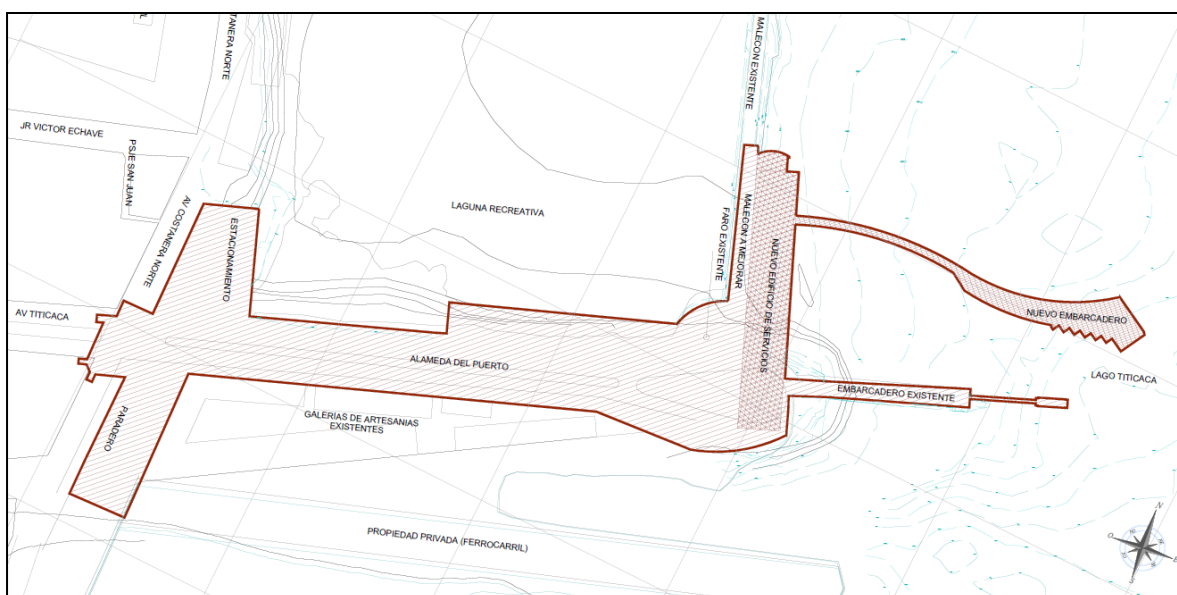 TANERA NORTE
MALECON EXISTENTE
JR VICTOR ECHAVE
PSJE SAN JUAN
AV COSTANERA NORTE
ESTACIONAMIENTO
LAGUNA RECREATIVA
FARO EXISTENTE
MALECON A MEJORAR
NUEVO EDIFICIO DE SERVICIOS
AV TITICACA
NUEVO EMBARCADERO
ALAMEDA DEL PUERTO
LAGO TITICACA
EMBARCADERO EXISTENTE
PARADERO
GALERIAS DE ARTESANIAS
EXISTENTES
PROPIEDAD PRIVADA (FERROCARRIL)
N
O
E
S